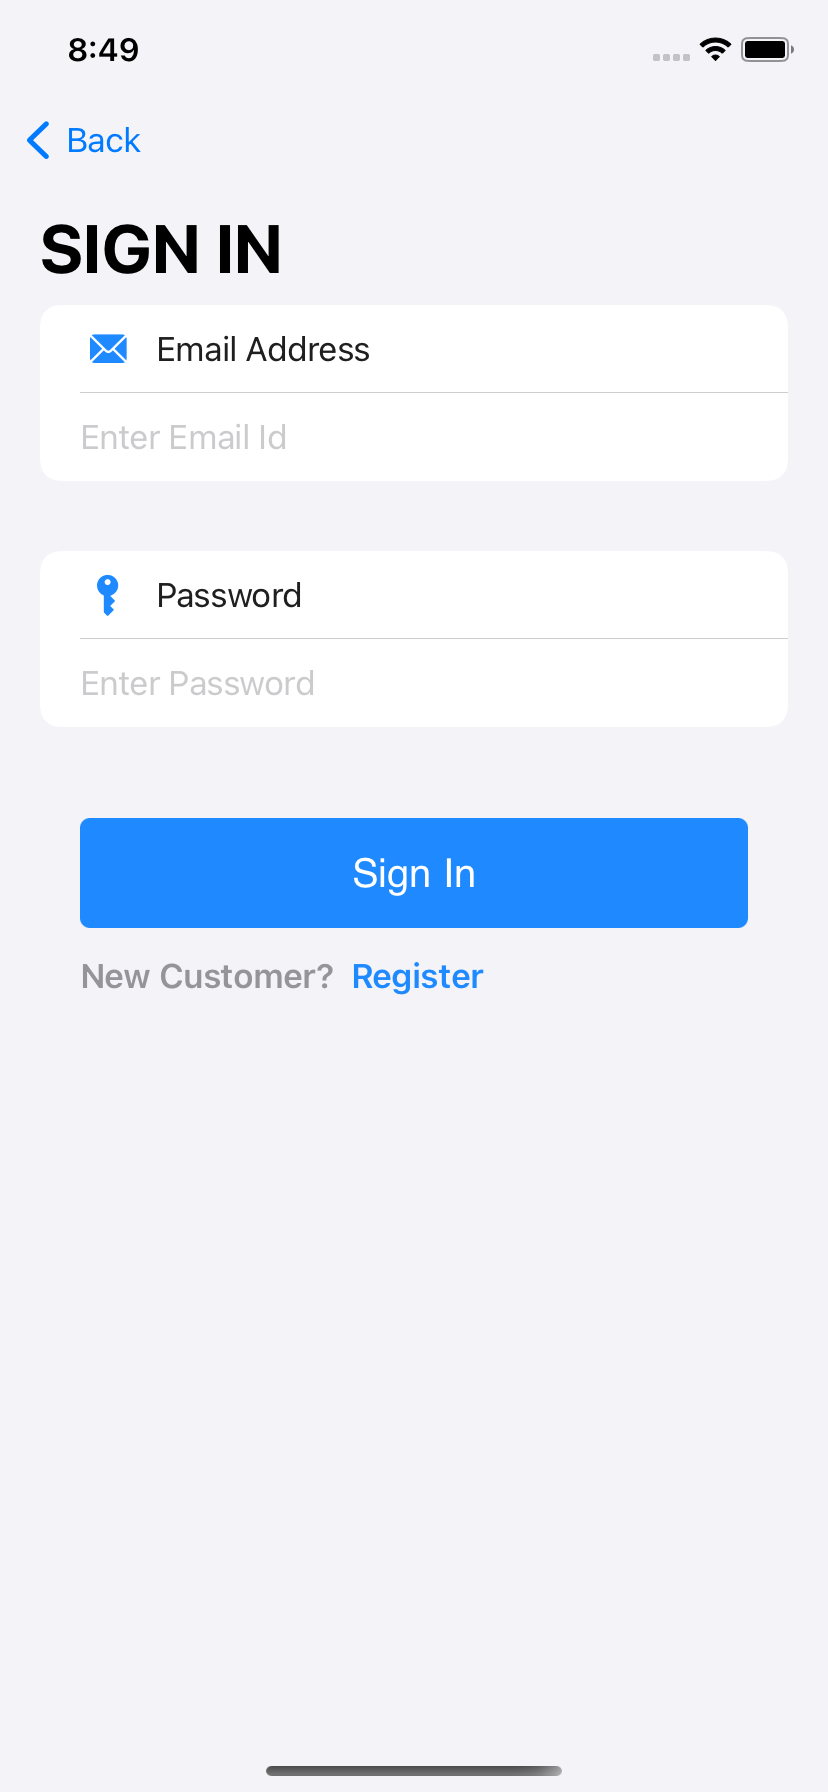 8:49
Back
SIGN IN
Email Address
Enter Email Id
Password
Enter Password
Sign In
New Customer? Register